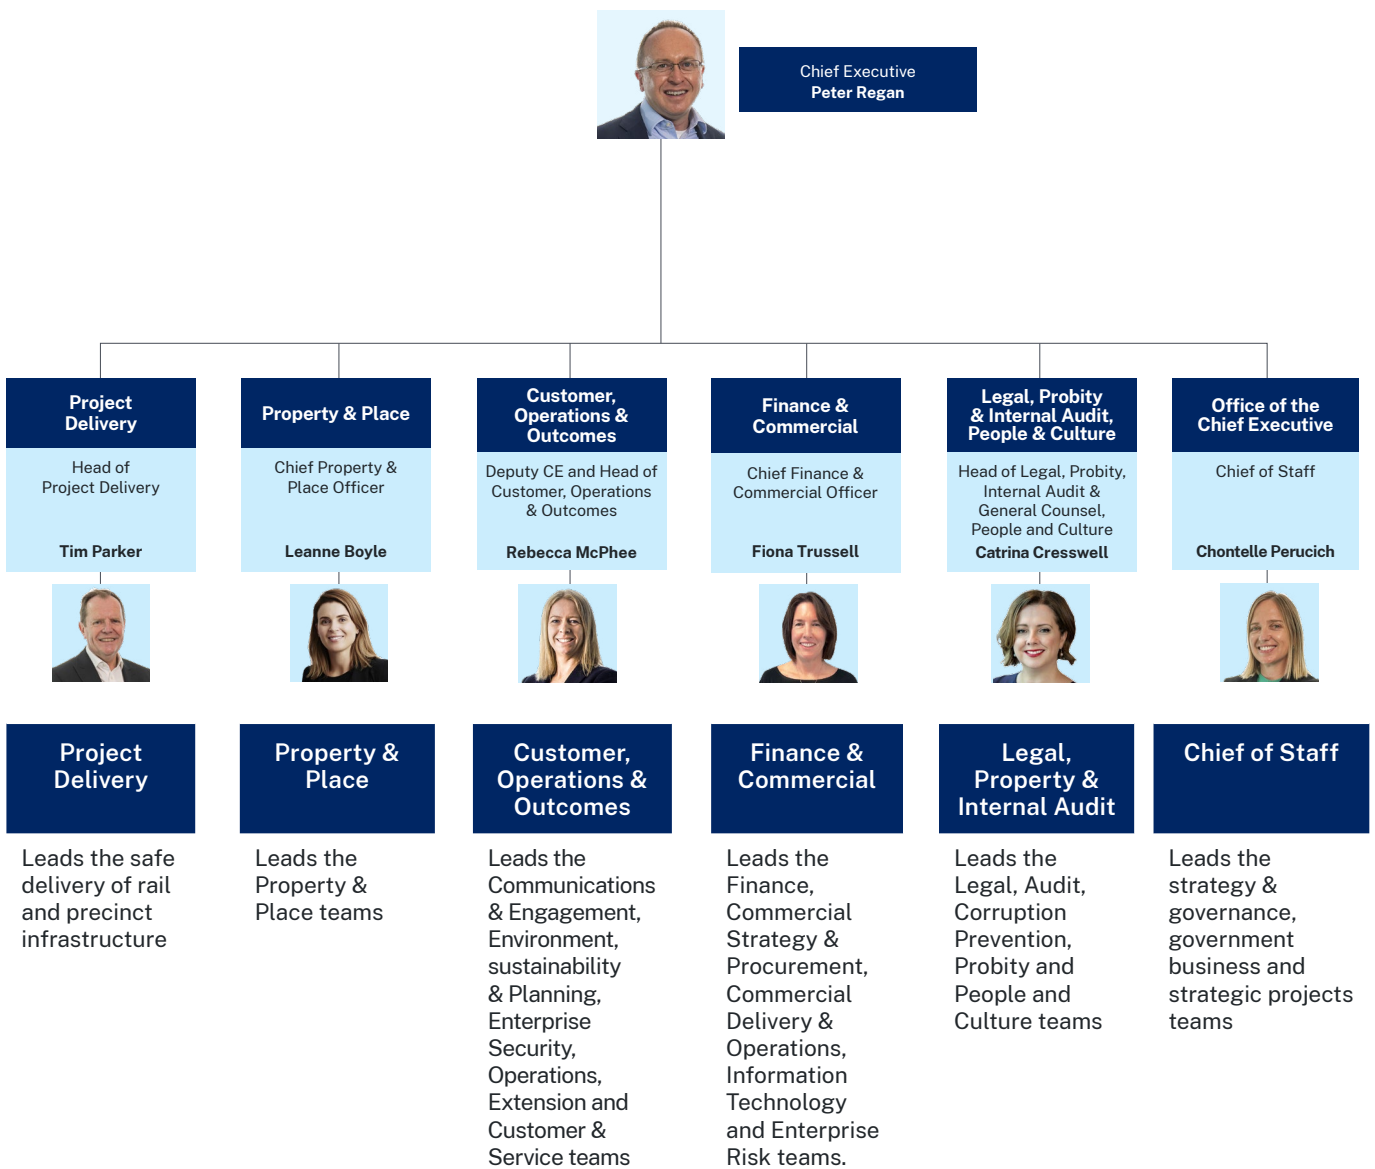 Chief Executive
Peter Regan
Project
Delivery
Head of
Project Delivery
Tim Parker
Property & Place
Chief Property &
Place Officer
Leanne Boyle
Customer,
Operations &
Outcomes
Deputy CE and Head of
Customer, Operations
& Outcomes
Rebecca McPhee
Finance &
Commercial
Chief Finance &
Commercial Officer
Fiona Trussell
Legal, Probity
& Internal Audit,
People & Culture
Head of Legal, Probity,
Internal Audit &
General Counsel,
People and Culture
Catrina Cresswell
Office of the
Chief Executive
Chief of Staff
Chontelle Perucich
Project
Delivery
Leads the safe
delivery of rail
and precinct
infrastructure
Property &
Place
Leads the
Property &
Place teams
Customer,
Operations &
Outcomes
Leads the
Communications
& Engagement,
Environment,
sustainability
& Planning,
Enterprise
Security,
Operations,
Extension and
Customer &
Service teams
Finance &
Commercial
Leads the
Finance,
Commercial
Strategy &
Procurement,
Commercial
Delivery &
Operations,
Information
Technology
and Enterprise
Risk teams.
Legal,
Property &
Internal Audit
Leads the
Legal, Audit,
Corruption
Prevention,
Probity and
People and
Culture teams
Chief of Staff
Leads the
strategy &
governance,
government
business and
strategic projects
teams